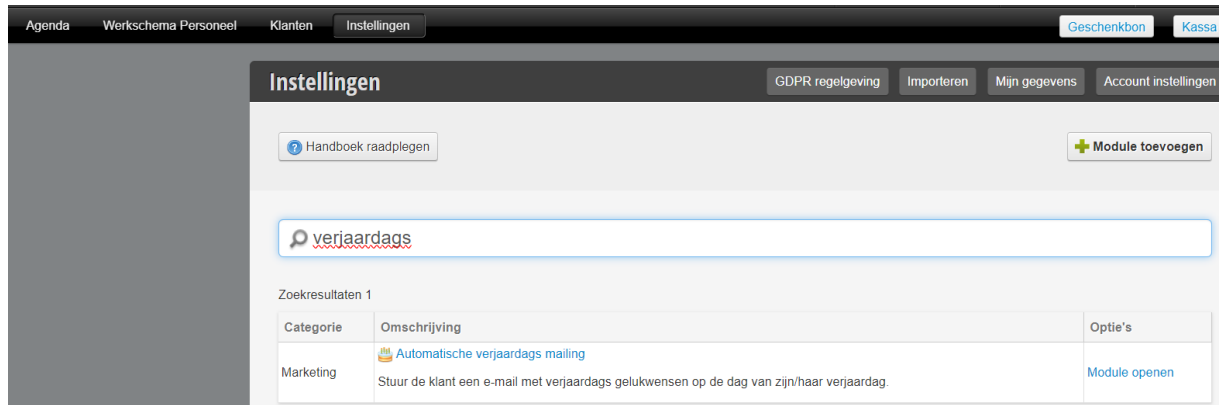 Agenda Werkschema Personeel Klanten Instellingen Geschenkbon Kassa
Instellingen GDPR regelgeving Importeren Mijn gegevens Account instellingen
Handboek raadplegen Module toevoegen
verjaardags
Zoekresultaten 1
Categorie Omschrijving Optie's
Automatische verjaardags mailing
Marketing Module openen
Stuur de klant een e-mail met verjaardags gelukwensen op de dag van zijn/haar verjaardag.